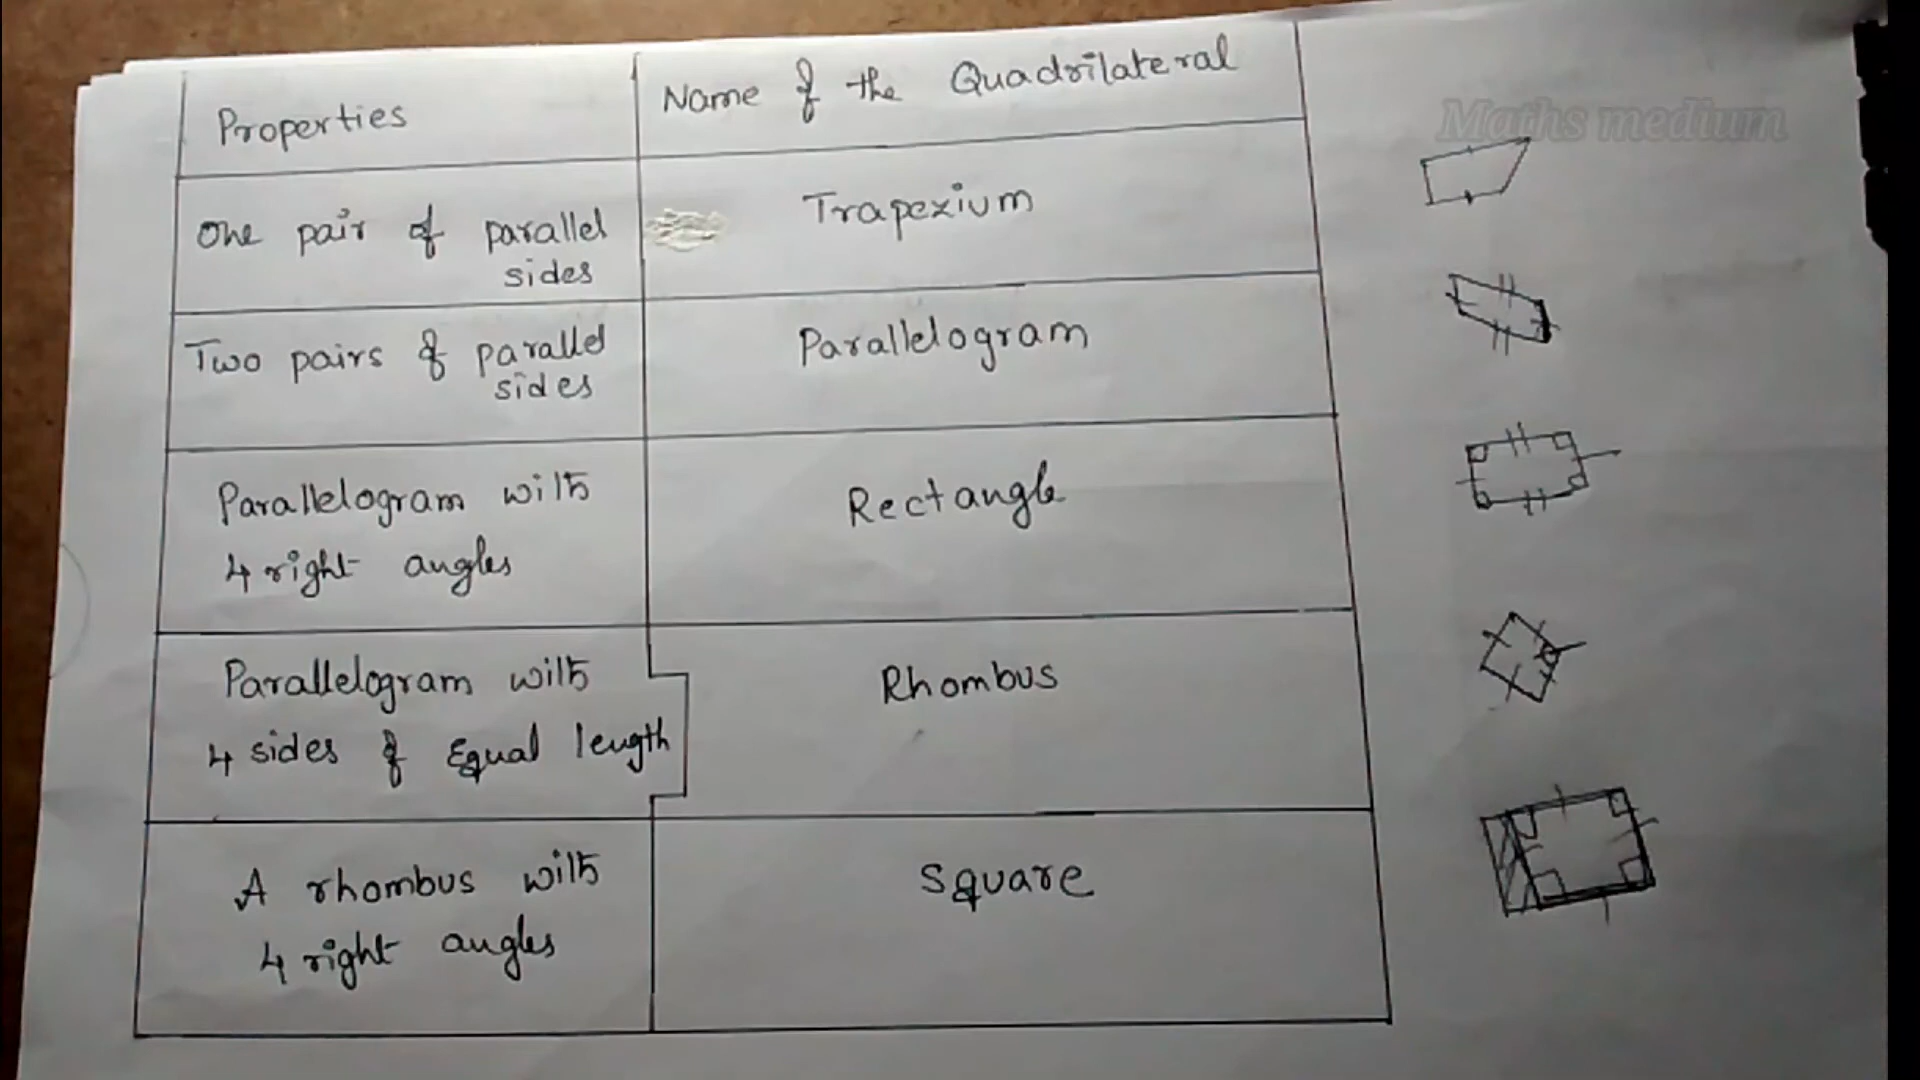 Properties
Name of the Quadrilateral
Maths medium
One pair of parallel
sides
Trapezium
Two pairs of parallel
sides
Parallelogram
Parallelogram with
4 right angles
Rectangle
Parallelogram with
4 sides of Equal length
Rhombus
A rhombus with
4 right angles
Square